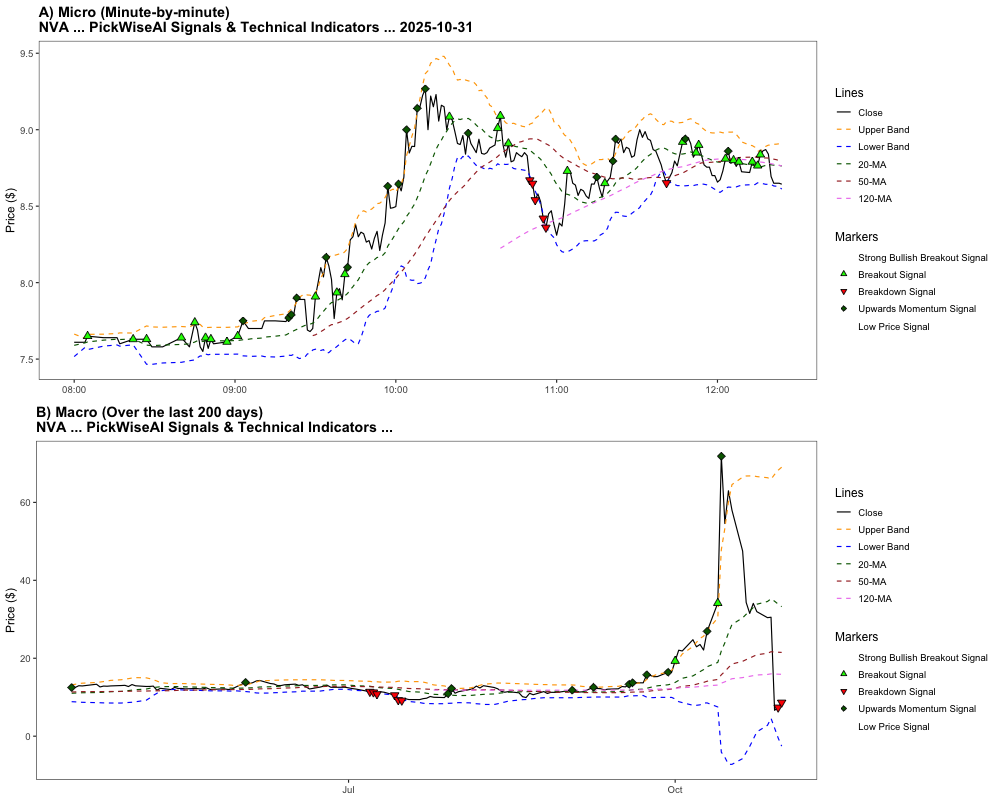 A) Micro (Minute-by-minute)
NVA ... PickWiseAI Signals & Technical Indicators ... 2025-10-31
9.5
9.0
8.5
8.0
7.5
Price ($)
08:00
09:00
10:00
11:00
12:00
Lines
Close
Upper Band
Lower Band
20-MA
50-MA
120-MA
Markers
Strong Bullish Breakout Signal
Breakout Signal
Breakdown Signal
Upwards Momentum Signal
Low Price Signal
B) Macro (Over the last 200 days)
NVA ... PickWiseAI Signals & Technical Indicators ...
60
40
20
0
Price ($)
Jul
Oct
Lines
Close
Upper Band
Lower Band
20-MA
50-MA
120-MA
Markers
Strong Bullish Breakout Signal
Breakout Signal
Breakdown Signal
Upwards Momentum Signal
Low Price Signal